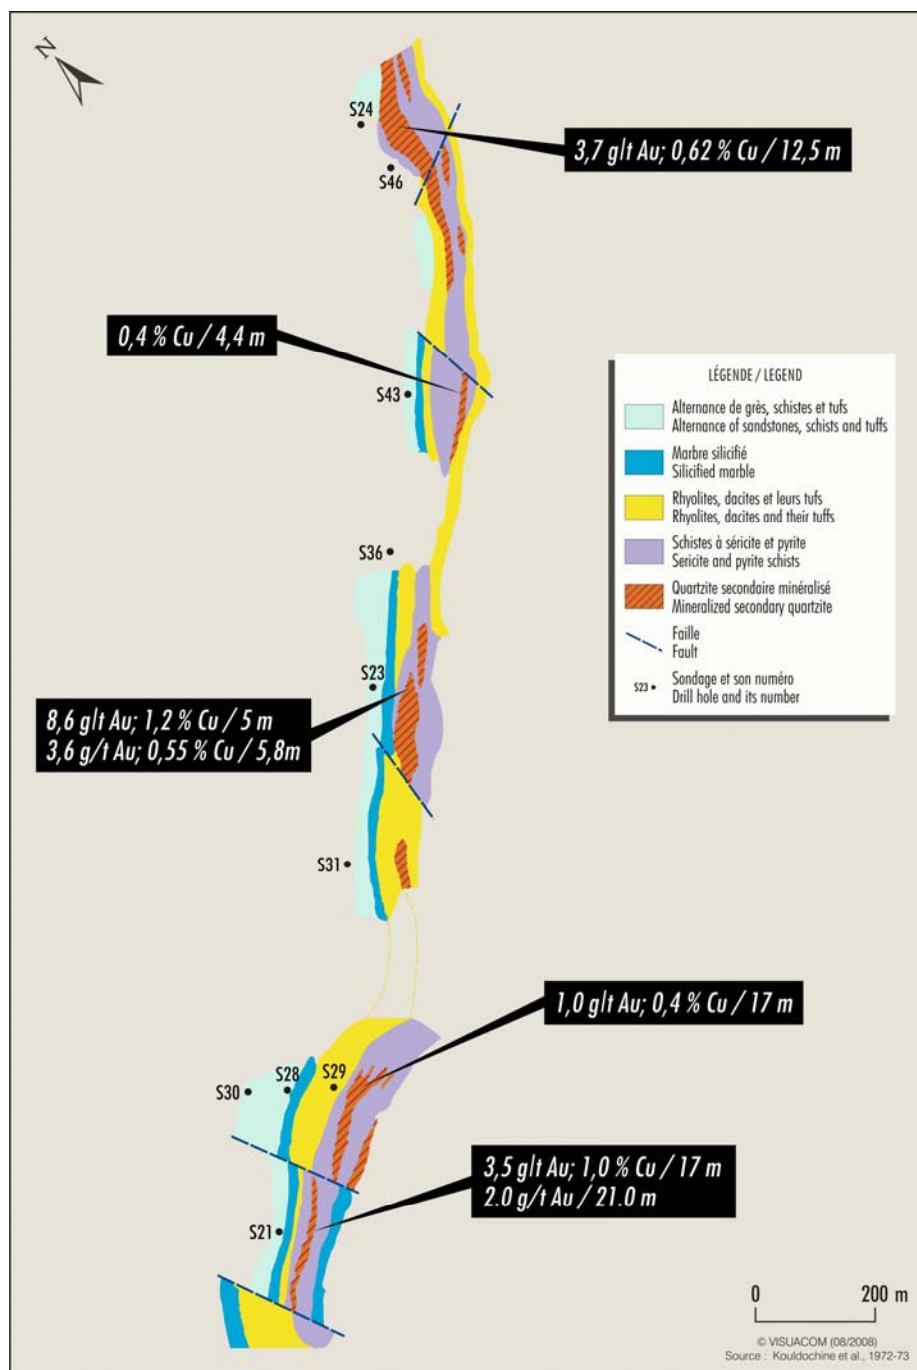 N
S24
3,7 g/t Au; 0,62 % Cu / 12,5 m
S46
0,4 % Cu / 4,4 m
S43
LÉGENDE / LEGEND
Alternance de grès, schistes et tufs
Alternance of sandstones, schists and tuffs
Marbre silicifié
Silicified marble
Rhyolites, dacites et leurs tufs
Rhyolites, dacites and their tuffs
Schistes à séricite et pyrite
Sericite and pyrite schists
Quartzite secondaire minéralisé
Mineralized secondary quartzite
Faille
Fault
S23 Sondage et son numéro
Drill hole and its number
S36
S23
8,6 g/t Au; 1,2 % Cu / 5 m
3,6 g/t Au; 0,55 % Cu / 5,8m
S31
1,0 g/t Au; 0,4 % Cu / 17 m
S30
S28
S29
3,5 g/t Au; 1,0 % Cu / 17 m
2.0 g/t Au / 21.0 m
S21
0 200 m
© VISUACOM (08/2008)
Source : Kouldochine et al., 1972-73